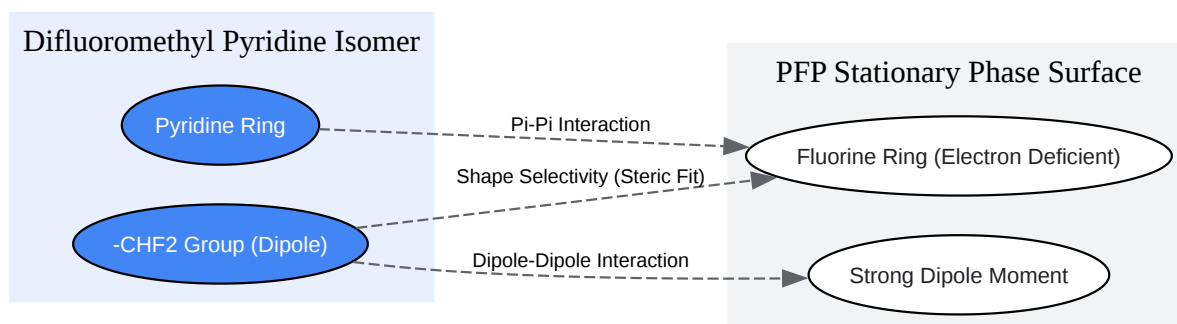 Difluoromethyl Pyridine Isomer
PFP Stationary Phase Surface
Pyridine Ring
Pi-Pi Interaction
Fluorine Ring (Electron Deficient)
Shape Selectivity (Steric Fit)
-CHF2 Group (Dipole)
Dipole-Dipole Interaction
Strong Dipole Moment